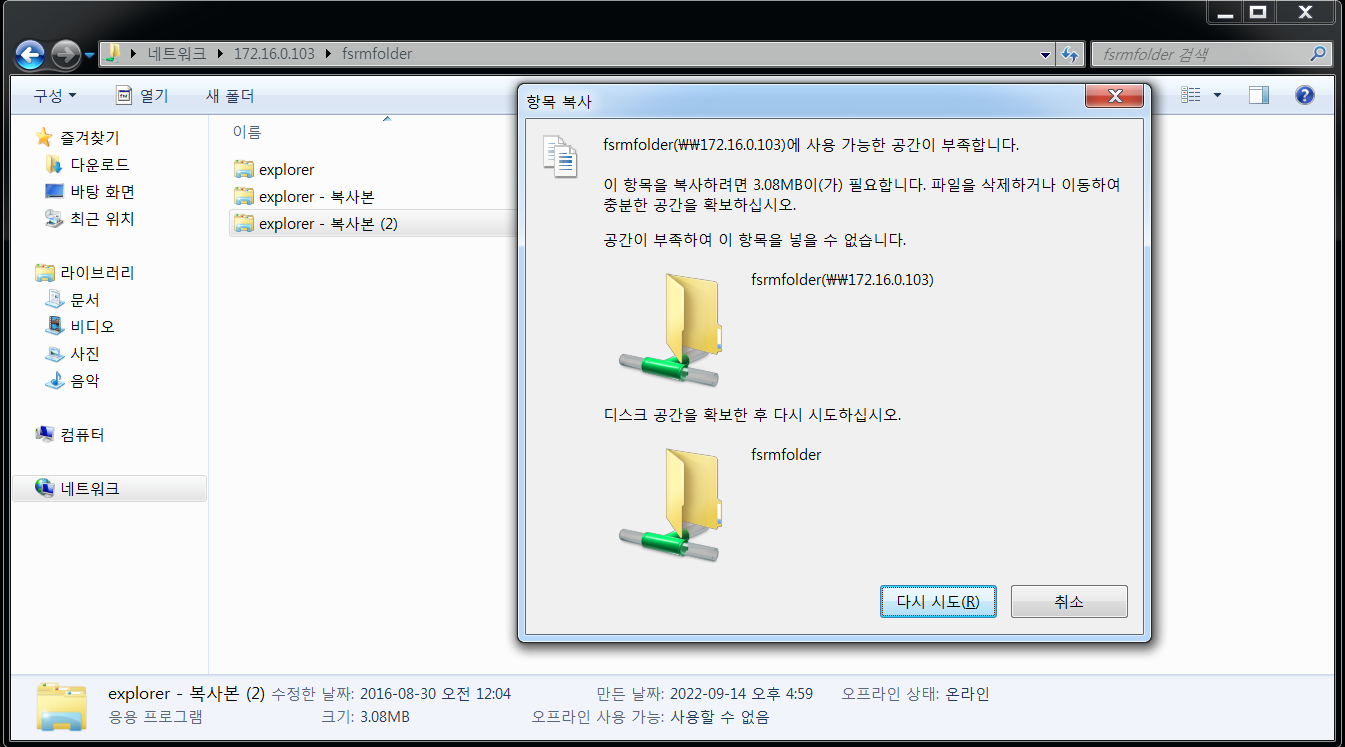 네트워크 ▶ 172.16.0.103 ▶ fsrmfolder
fsrmfolder 검색
구성 열기 새 폴더
즐겨찾기
다운로드
바탕 화면
최근 위치
라이브러리
문서
비디오
사진
음악
컴퓨터
네트워크
이름
explorer
explorer - 복사본
explorer - 복사본 (2)
항목 복사
fsrmfolder(₩₩172.16.0.103)에 사용 가능한 공간이 부족합니다.
이 항목을 복사하려면 3.08MB이(가) 필요합니다. 파일을 삭제하거나 이동하여
충분한 공간을 확보하십시오.
공간이 부족하여 이 항목을 넣을 수 없습니다.
fsrmfolder(₩₩172.16.0.103)
디스크 공간을 확보한 후 다시 시도하십시오.
fsrmfolder
다시 시도(R) 취소
explorer - 복사본 (2) 수정한 날짜: 2016-08-30 오전 12:04 만든 날짜: 2022-09-14 오후 4:59 오프라인 상태: 온라인
응용 프로그램 크기: 3.08MB 오프라인 사용 가능: 사용할 수 없음